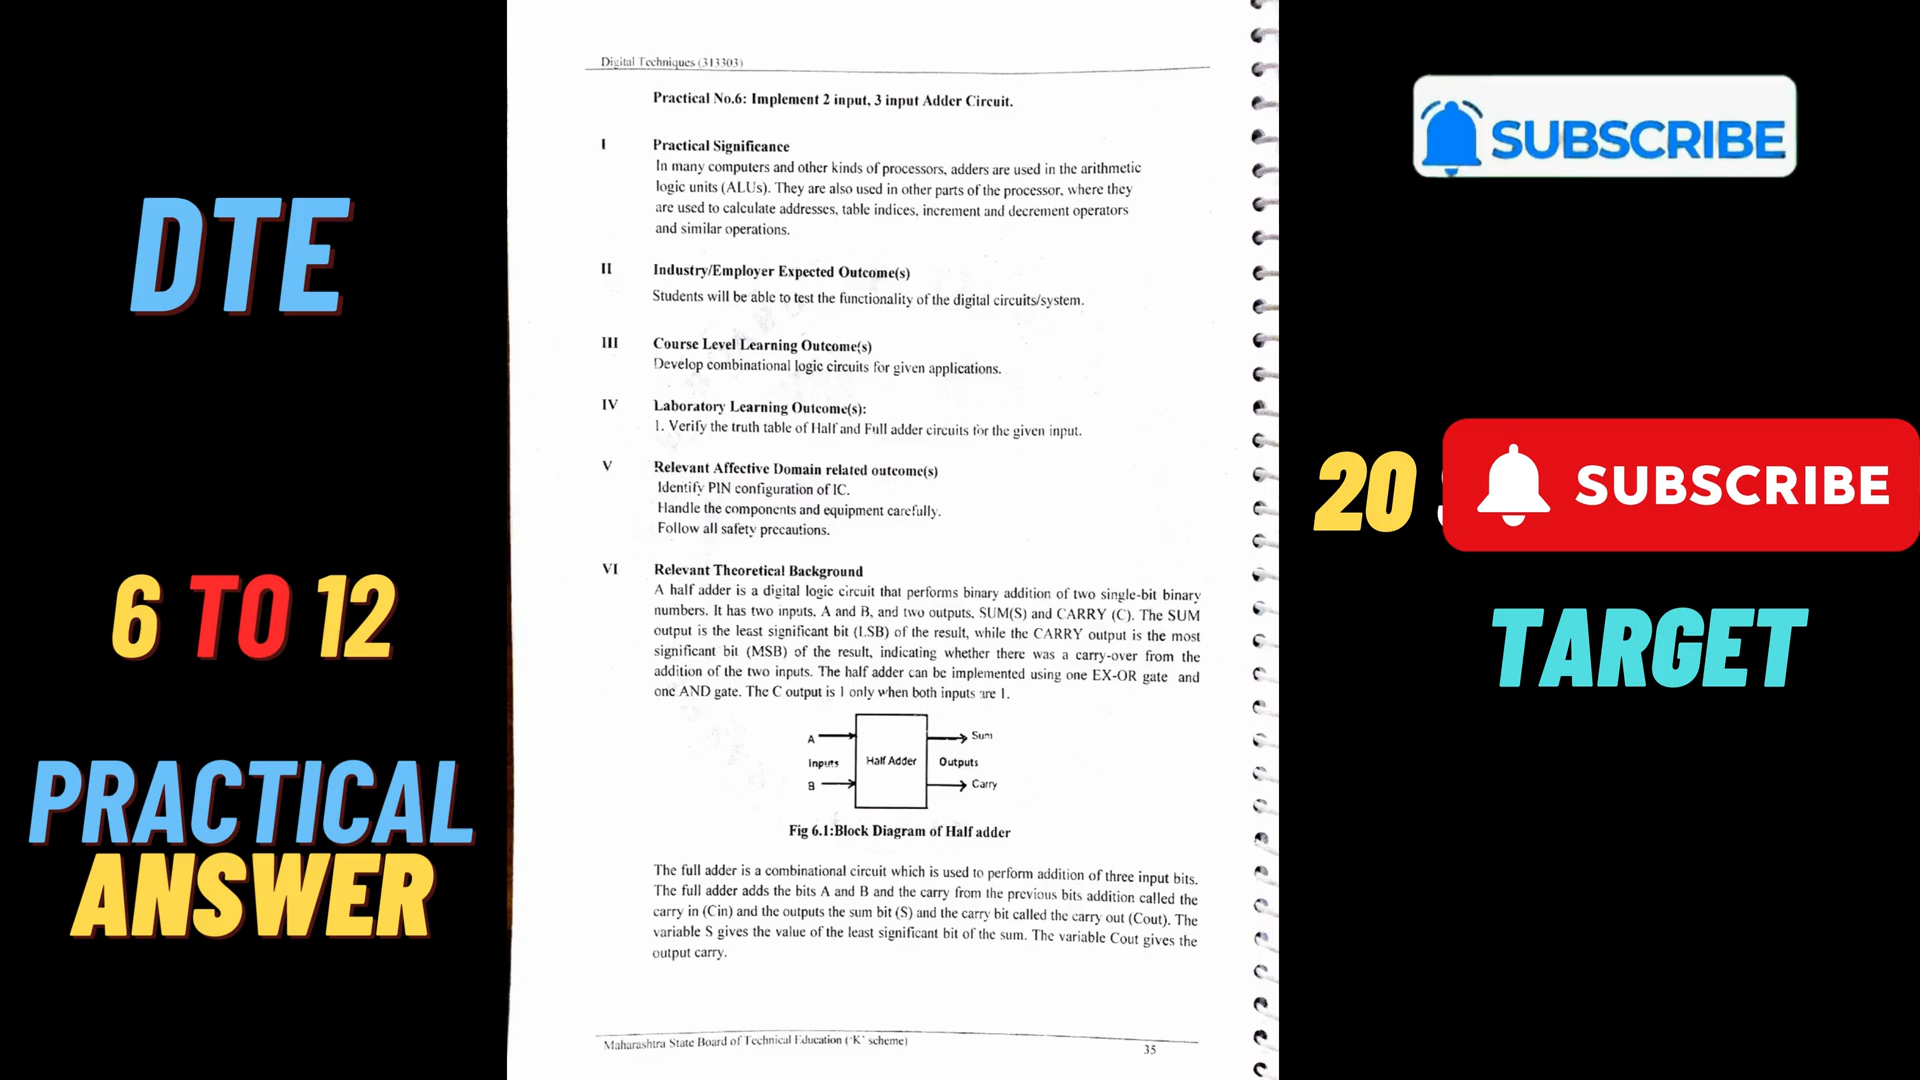 DTE
6 TO 12
PRACTICAL
ANSWER
Digital Techniques (313303)
Practical No.6: Implement 2 input, 3 input Adder Circuit.
I Practical Significance
In many computers and other kinds of processors, adders are used in the arithmetic
logic units (ALUs). They are also used in other parts of the processor, where they
are used to calculate addresses, table indices, increment and decrement operators
and similar operations.
II Industry/Employer Expected Outcome(s)
Students will be able to test the functionality of the digital circuits/system.
III Course Level Learning Outcome(s)
Develop combinational logic circuits for given applications.
IV Laboratory Learning Outcome(s):
1. Verify the truth table of Half and Full adder circuits for the given input.
V Relevant Affective Domain related outcome(s)
Identify PIN configuration of IC.
Handle the components and equipment carefully.
Follow all safety precautions.
VI Relevant Theoretical Background
A half adder is a digital logic circuit that performs binary addition of two single-bit binary
numbers. It has two inputs, A and B, and two outputs, SUM(S) and CARRY (C). The SUM
output is the least significant bit (LSB) of the result, while the CARRY output is the most
significant bit (MSB) of the result, indicating whether there was a carry-over from the
addition of the two inputs. The half adder can be implemented using one EX-OR gate and
one AND gate. The C output is 1 only when both inputs are 1.
A Sum
Inputs Half Adder Outputs
B Carry
Fig 6.1:Block Diagram of Half adder
The full adder is a combinational circuit which is used to perform addition of three input bits.
The full adder adds the bits A and B and the carry from the previous bits addition called the
carry in (Cin) and the outputs the sum bit (S) and the carry bit called the carry out (Cout). The
variable S gives the value of the least significant bit of the sum. The variable Cout gives the
output carry.
Maharashtra State Board of Technical Education ('K' scheme)
35
SUBSCRIBE
20
SUBSCRIBE
TARGET